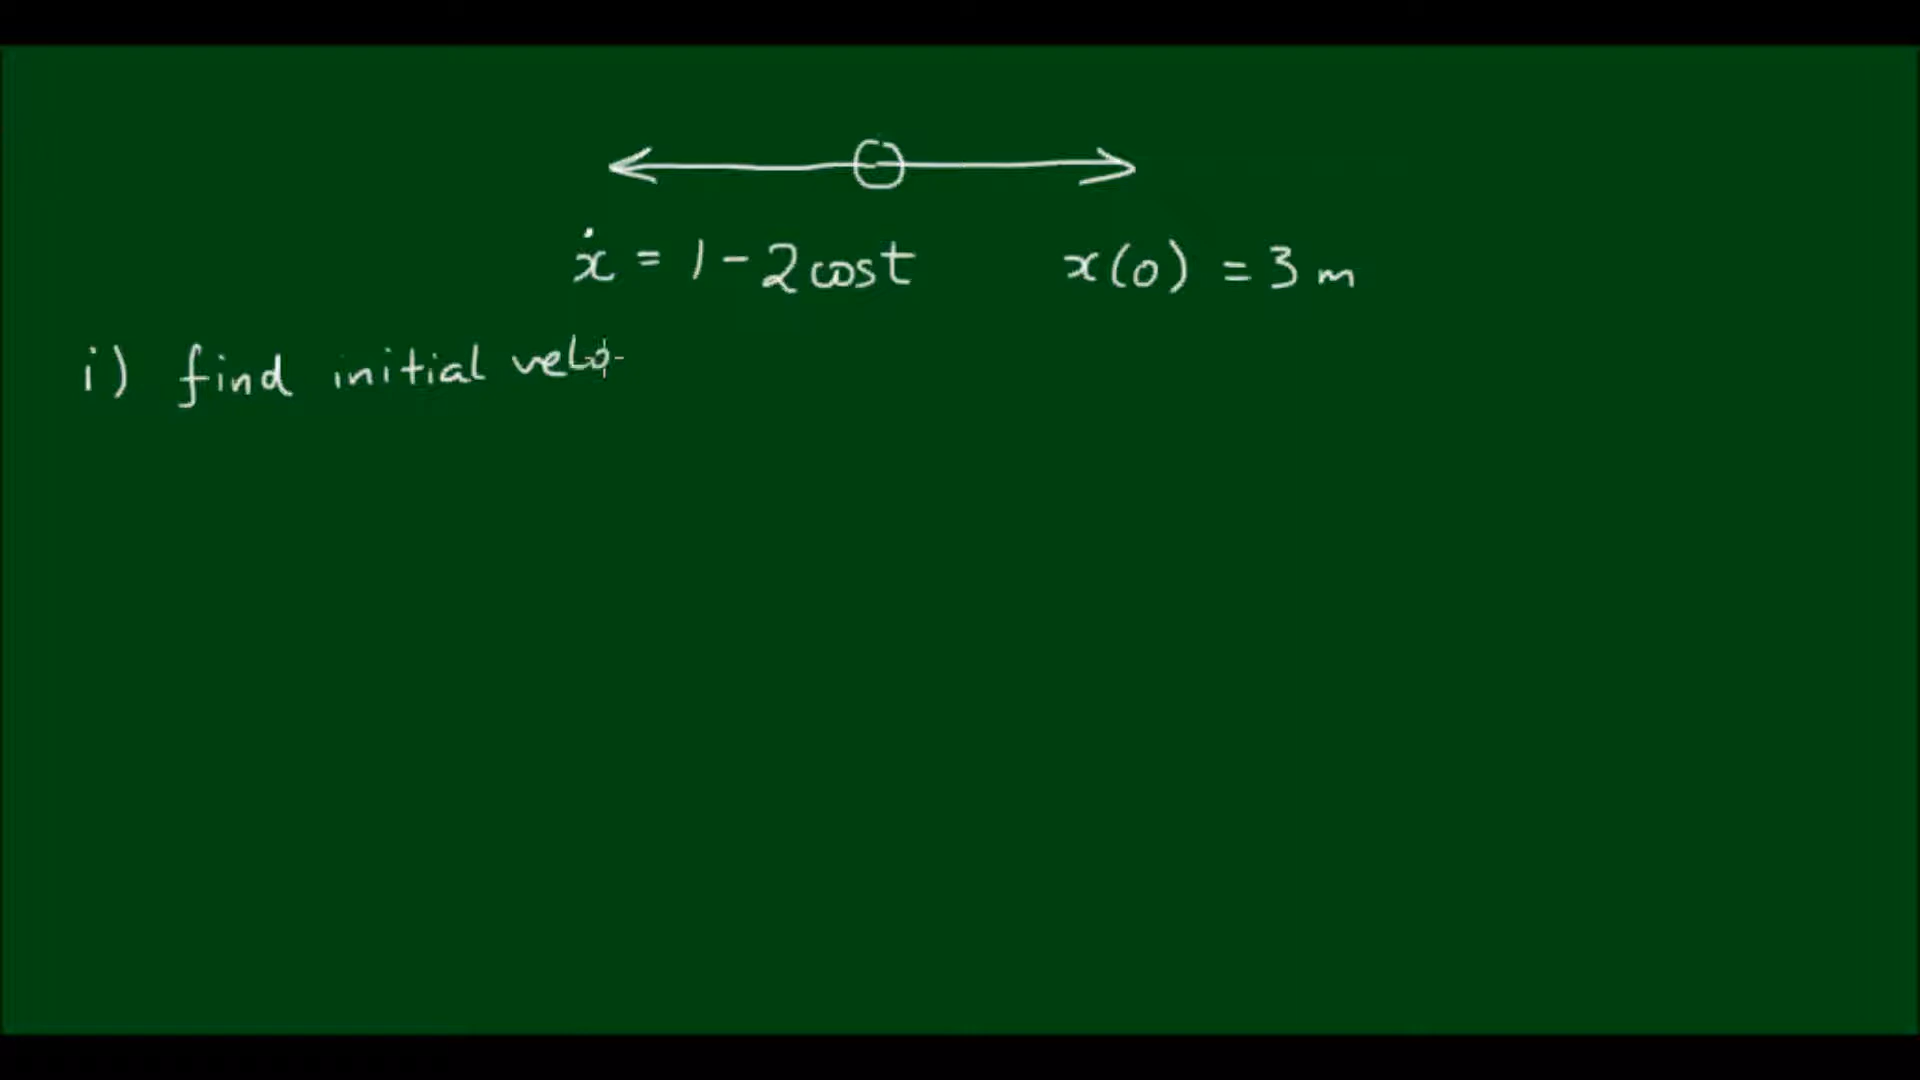 ẋ = 1 - 2cost x(0) = 3 m
i) find initial velo